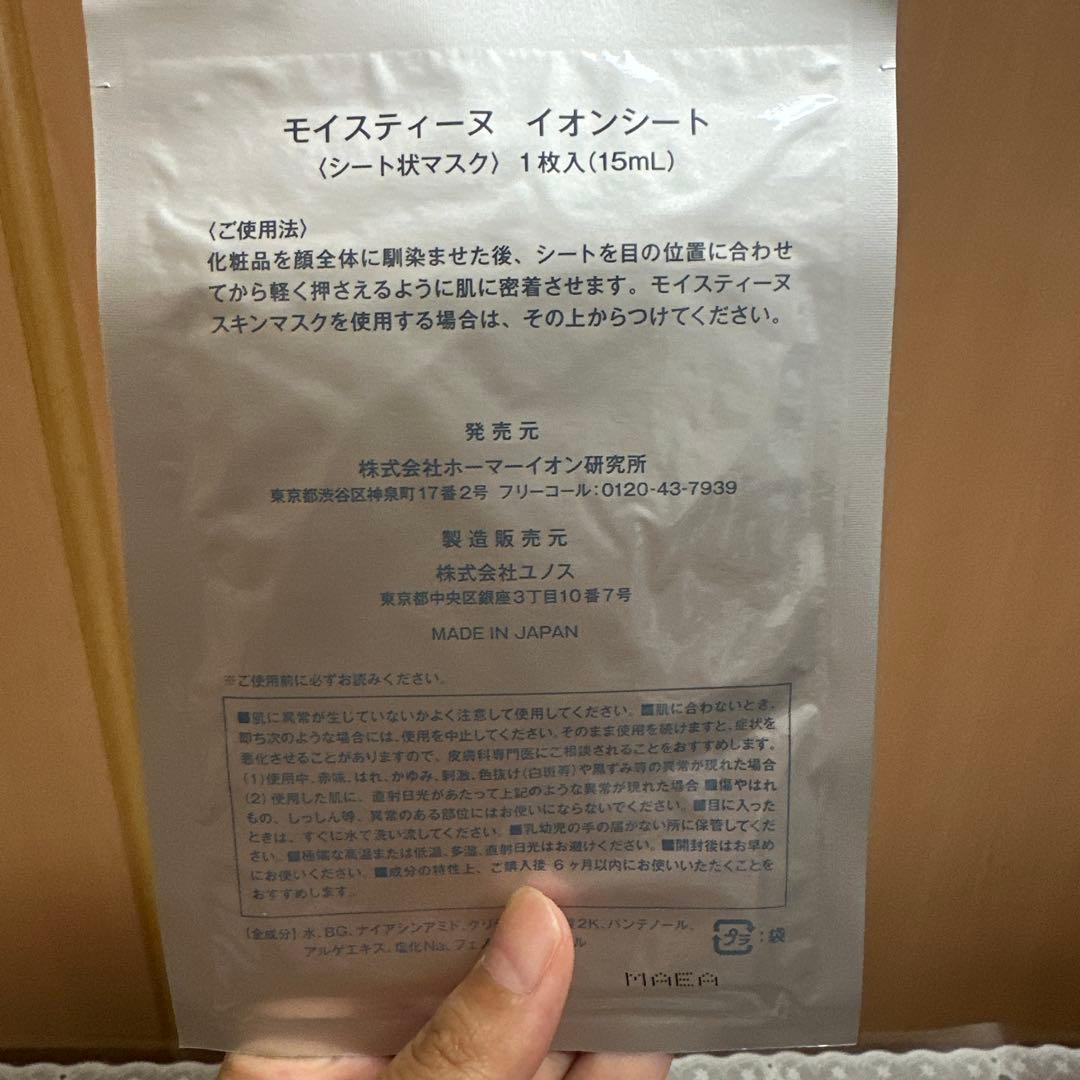 モイスティーヌ イオンシート
〈シート状マスク〉 1枚入(15mL)
〈ご使用法〉
化粧品を顔全体に馴染ませた後、シートを目の位置に合わせ
てから軽く押さえるように肌に密着させます。モイスティーヌ
スキンマスクを使用する場合は、その上からつけてください。
発売元
株式会社ホーマーイオン研究所
東京都渋谷区神泉町17番2号 フリーコール:0120-43-7939
製造販売元
株式会社ユノス
東京都中央区銀座3丁目10番7号
MADE IN JAPAN
※ご使用前に必ずお読みください。
■肌に異常が生じていないかよく注意して使用してください。■肌に合わないとき、
即ち次のような場合には、使用を中止してください。そのまま使用を続けますと、症状を
悪化させることがありますので、皮膚科専門医にご相談されることをおすすめします。
(1)使用中、赤味、はれ、かゆみ、刺激、色抜け(白斑等)や黒ずみ等の異常が現れた場合
(2)使用した肌に、直射日光があたって上記のような異常が現れた場合 ■傷やはれ
もの、しっしん等、異常のある部位にはお使いにならないでください。■目に入った
ときは、すぐに水で洗い流してください。■乳幼児の手の届かない所に保管してくだ
さい。■極端な高温または低温、多湿、直射日光はお避けください。■開封後はお早め
にお使いください。■成分の特性上、ご購入後 6ヶ月以内にお使いいただくことを
おすすめします。
[全成分] 水、BG、ナイアシンアミド、グリ 2K、パンテノール、
アルゲエキス、塩化Na、フェ ル
プラ :袋
MAEA